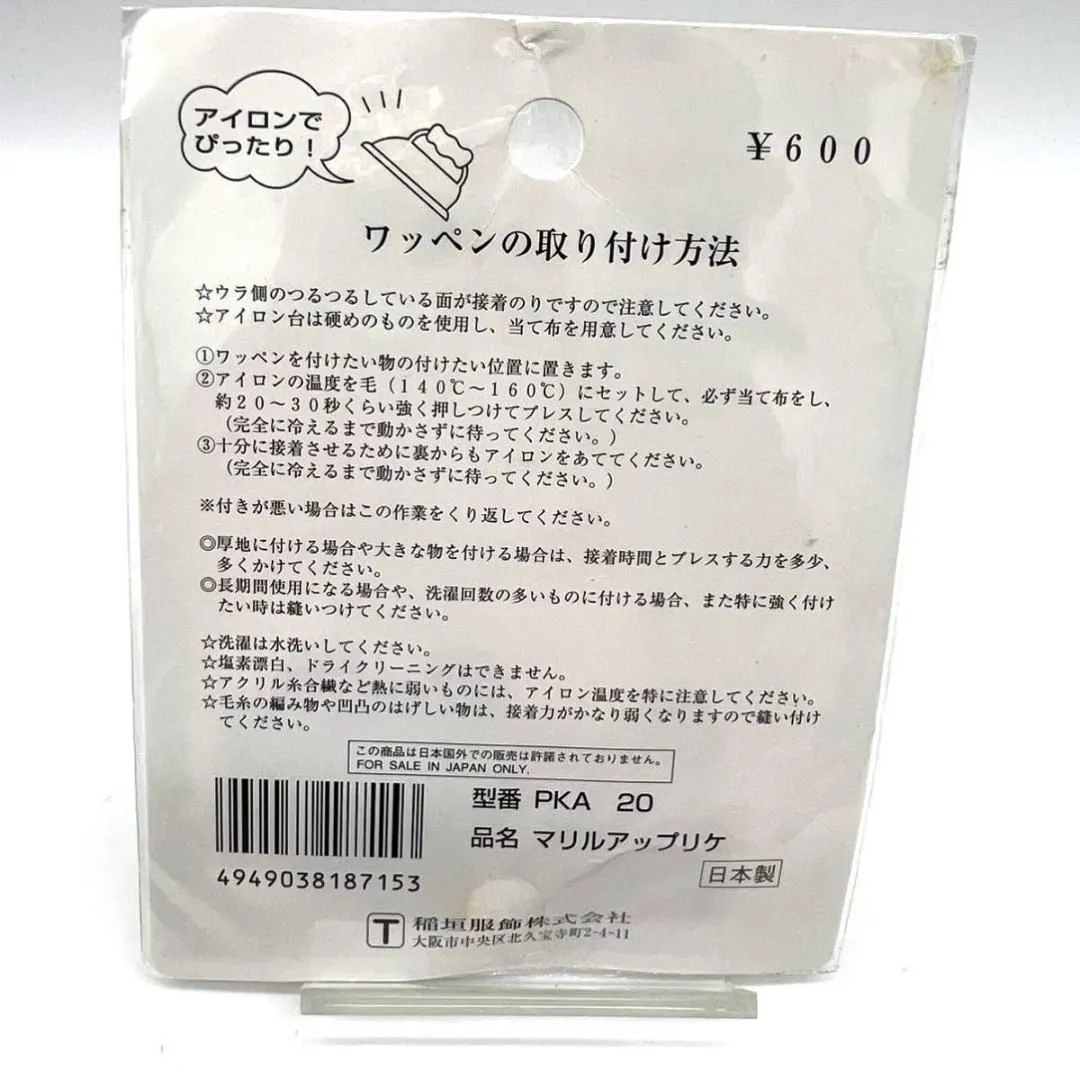 アイロンで
ぴったり！
￥600
ワッペンの取り付け方法
☆ウラ側のつるつるしている面が接着のりですので注意してください。
☆アイロン台は硬めのものを使用し、当て布を用意してください。
①ワッペンを付けたい物の付けたい位置に置きます。
②アイロンの温度を毛（140℃～160℃）にセットして、必ず当て布をし、
約20～30秒くらい強く押しつけてプレスしてください。
（完全に冷えるまで動かさずに待ってください。）
③十分に接着させるために裏からもアイロンをあててください。
（完全に冷えるまで動かさずに待ってください。）
※付きが悪い場合はこの作業をくり返してください。
◎厚地に付ける場合や大きな物を付ける場合は、接着時間とプレスする力を多少、
多くかけてください。
◎長期間使用になる場合や、洗濯回数の多いものに付ける場合、また特に強く付け
たい時は縫いつけてください。
☆洗濯は水洗いしてください。
☆塩素漂白、ドライクリーニングはできません。
☆アクリル糸合繊など熱に弱いものには、アイロン温度を特に注意してください。
☆毛糸の編み物や凹凸のはげしい物は、接着力がかなり弱くなりますので縫い付け
てください。
この商品は日本国外での販売は許諾されておりません。
FOR SALE IN JAPAN ONLY.
型番 PKA 20
品名 マリルアップリケ
4949038187153
日本製
T 稲垣服飾株式会社
大阪市中央区北久宝寺町2-4-11